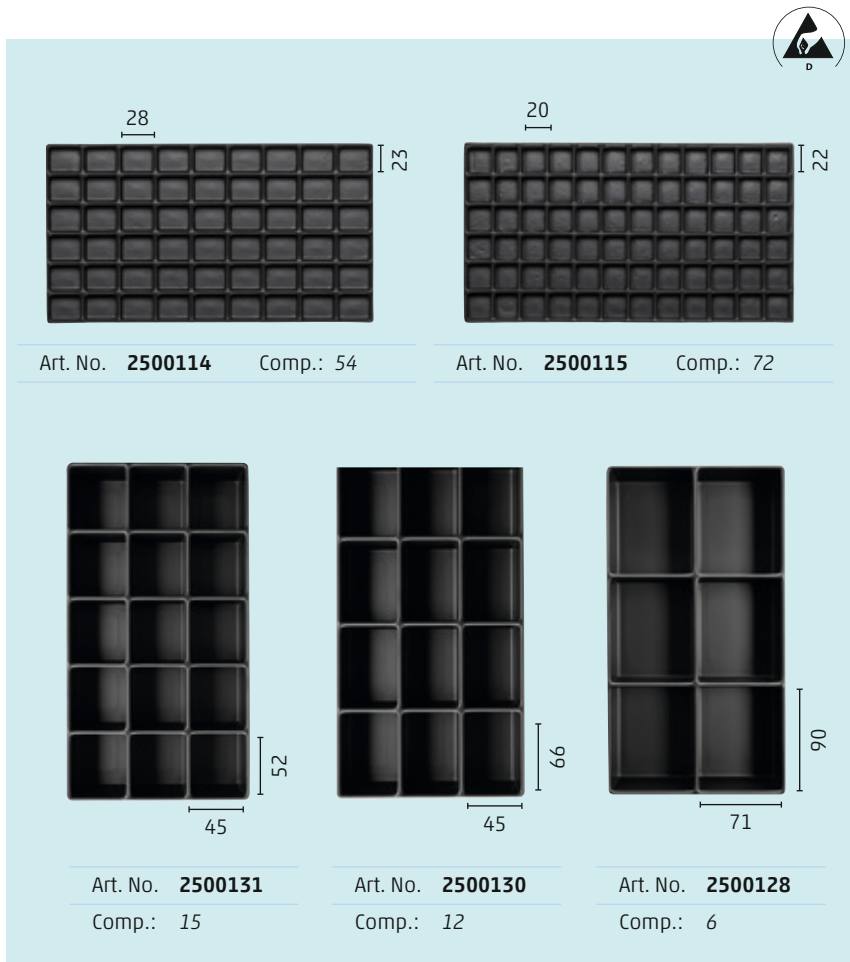 D
28
23
20
22
Art. No. 2500114 Comp.: 54
Art. No. 2500115 Comp.: 72
52
45
66
45
90
71
Art. No. 2500131
Comp.: 15
Art. No. 2500130
Comp.: 12
Art. No. 2500128
Comp.: 6